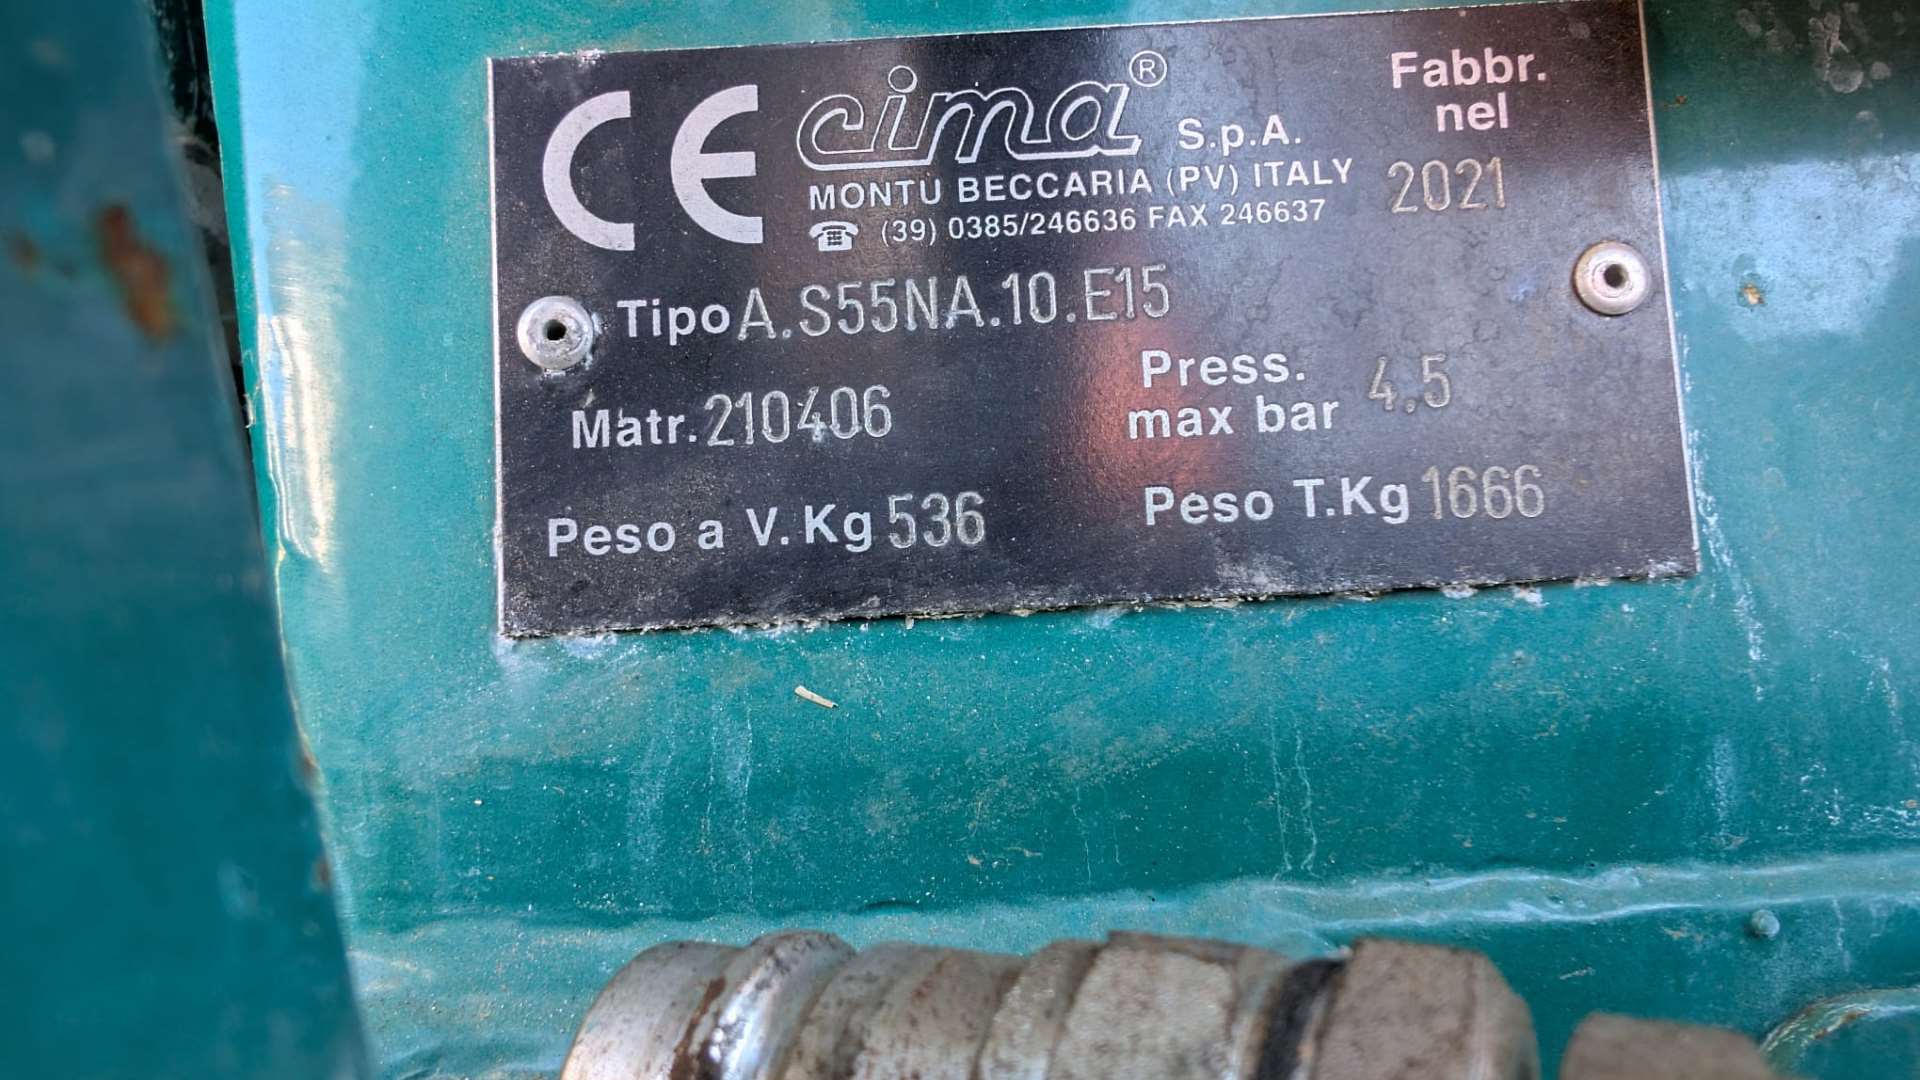 CE cima® S.p.A.
MONTU BECCARIA (PV) ITALY
☎ (39) 0385/246636 FAX 246637
Fabbr.
nel
2021
Tipo A.S55NA.10.E15
Matr. 210406
Press.
max bar 4.5
Peso a V. Kg 536
Peso T. Kg 1666